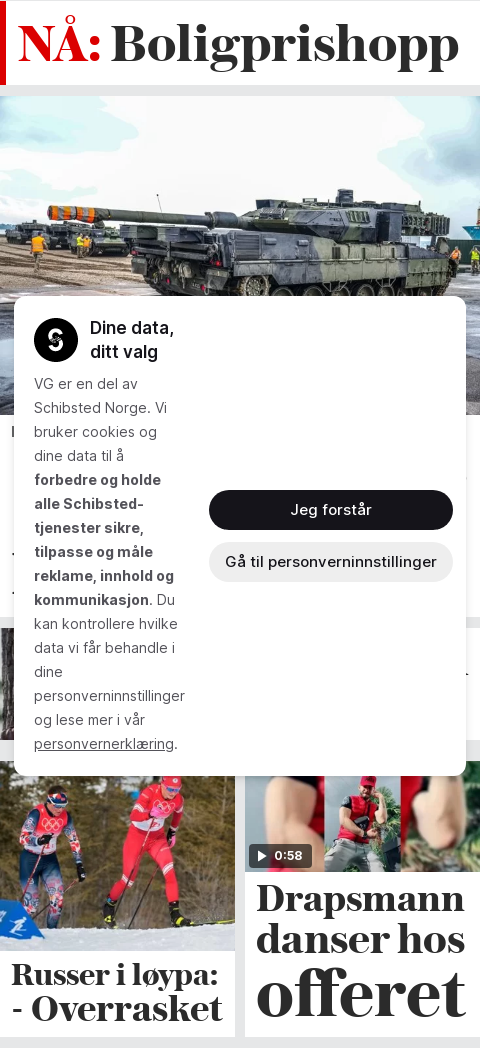 NÅ: Boligprishopp
Dine data,
ditt valg
VG er en del av
Schibsted Norge. Vi
bruker cookies og
dine data til å
forbedre og holde
alle Schibsted-
tjenester sikre,
tilpasse og måle
reklame, innhold og
kommunikasjon. Du
kan kontrollere hvilke
data vi får behandle i
dine
personverninnstillinger
og lese mer i vår
personvernerklæring.
Jeg forstår
Gå til personverninnstillinger
0:58
Russer i løypa:
- Overrasket
Drapsmann
danser hos
offeret